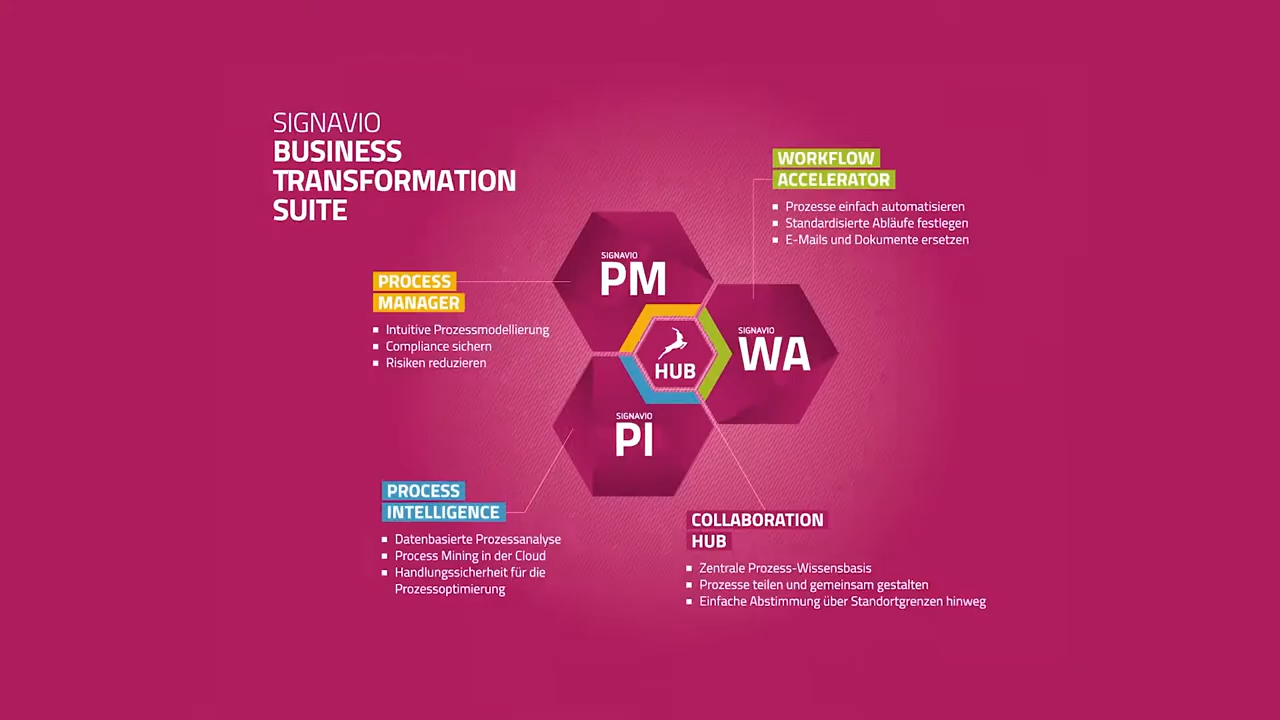 SIGNAVIO
BUSINESS
TRANSFORMATION
SUITE
WORKFLOW
ACCELERATOR
▪ Prozesse einfach automatisieren
▪ Standardisierte Abläufe festlegen
▪ E-Mails und Dokumente ersetzen
PROCESS
MANAGER
▪ Intuitive Prozessmodellierung
▪ Compliance sichern
▪ Risiken reduzieren
SIGNAVIO
PM
SIGNAVIO
WA
HUB
SIGNAVIO
PI
PROCESS
INTELLIGENCE
▪ Datenbasierte Prozessanalyse
▪ Process Mining in der Cloud
▪ Handlungssicherheit für die
Prozessoptimierung
COLLABORATION
HUB
▪ Zentrale Prozess-Wissensbasis
▪ Prozesse teilen und gemeinsam gestalten
▪ Einfache Abstimmung über Standortgrenzen hinweg